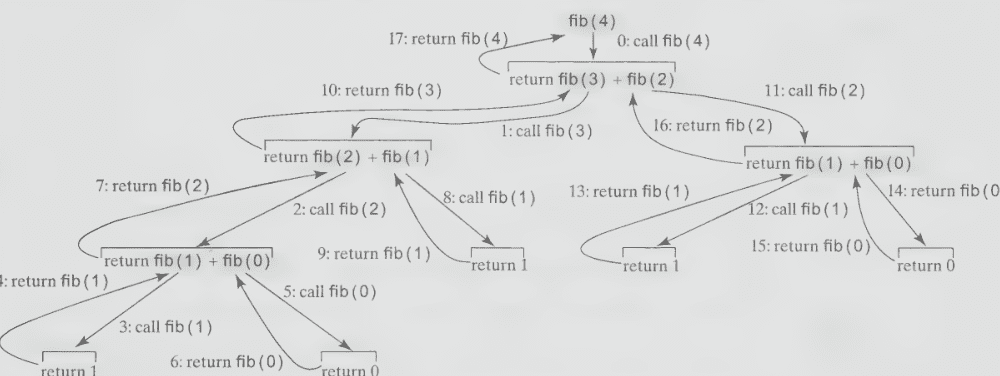 fib(4)
17: return fib(4)
0: call fib(4)
return fib(3) + fib(2)
10: return fib(3)
11: call fib(2)
1: call fib(3)
16: return fib(2)
return fib(2) + fib(1)
return fib(1) + fib(0)
7: return fib(2)
2: call fib(2)
8: call fib(1)
13: return fib(1)
12: call fib(1)
14: return fib(0
9: return fib(1)
15: return fib(0)
return fib(1) + fib(0)
return 1
return 1
return 0
4: return fib(1)
5: call fib(0)
3: call fib(1)
6: return fib(0)
return 1
return 0